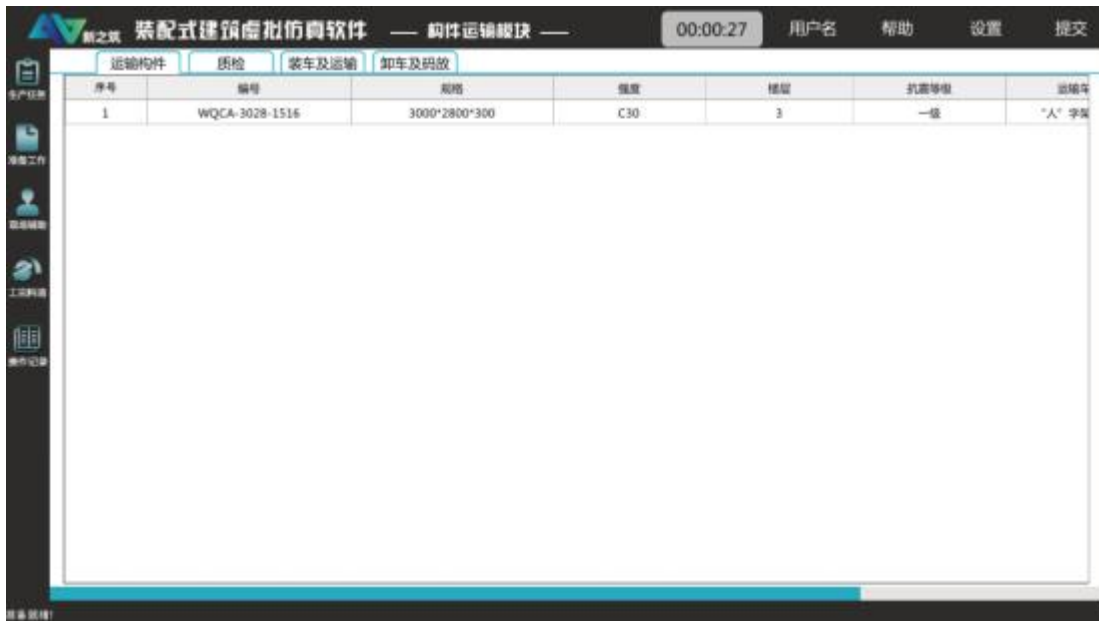 新之筑 装配式建筑虚拟仿真软件 — 构件运输模块 — 00:00:27 用户名 帮助 设置 提交
运输构件 质检 装车及运输 卸车及码放
生产任务
序号 编号 规格 强度 楼层 抗震等级 运输车
1 WQCA-3028-1516 3000*2800*300 C30 3 一级 "人" 字架
准备工作
工完料清
操作记录